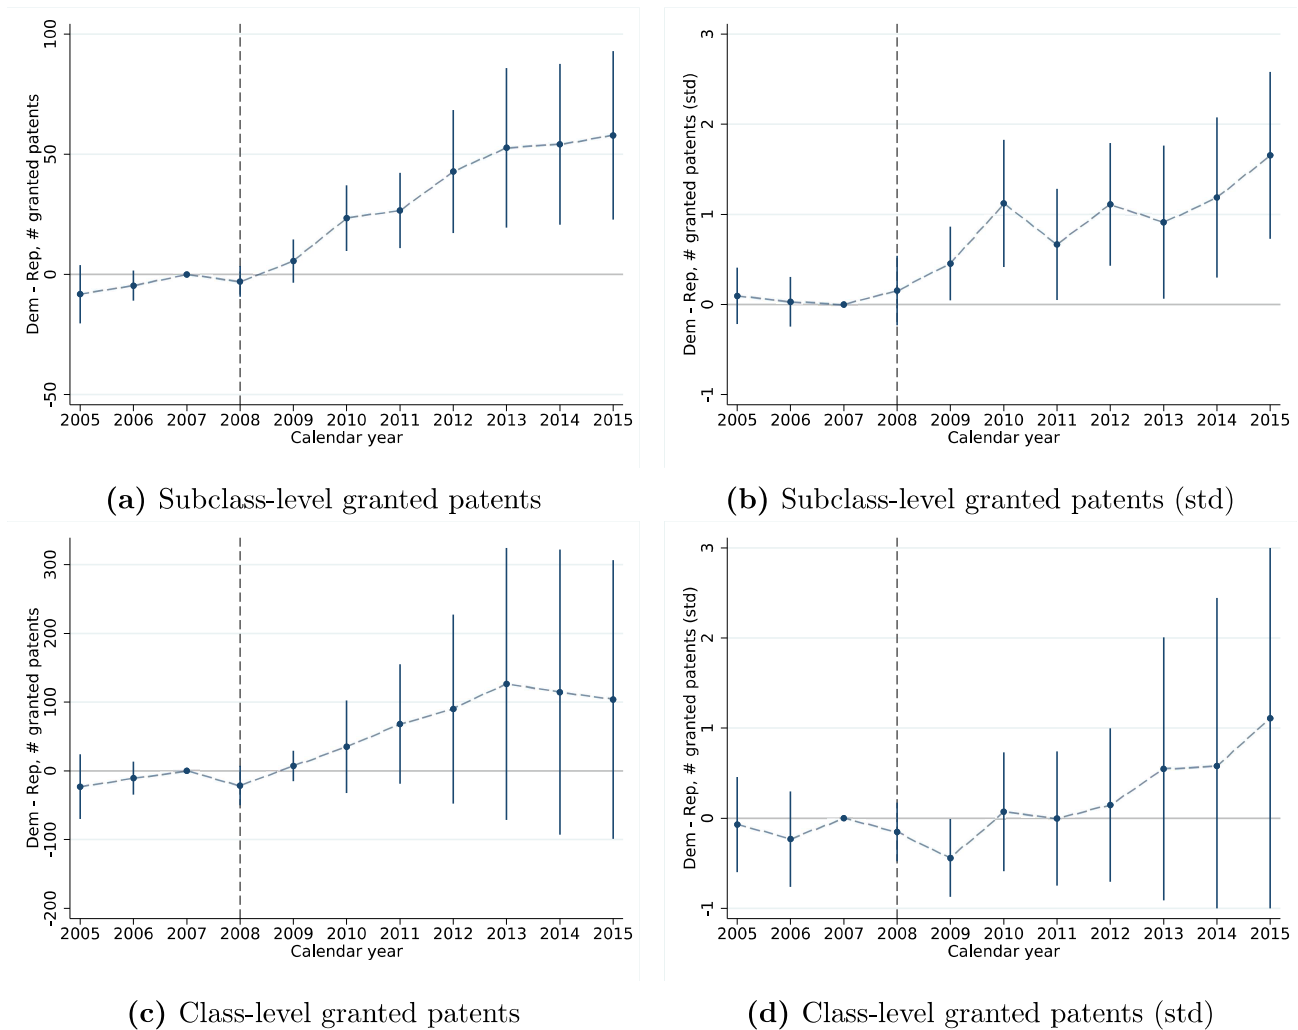 Dem - Rep, # granted patents
100
50
0
-50
2005 2006 2007 2008 2009 2010 2011 2012 2013 2014 2015
Calendar year
(a) Subclass-level granted patents
Dem - Rep, # granted patents (std)
3
2
1
0
-1
2005 2006 2007 2008 2009 2010 2011 2012 2013 2014 2015
Calendar year
(b) Subclass-level granted patents (std)
Dem - Rep, # granted patents
300
200
100
0
-100
-200
2005 2006 2007 2008 2009 2010 2011 2012 2013 2014 2015
Calendar year
(c) Class-level granted patents
Dem - Rep, # granted patents (std)
3
2
1
0
-1
2005 2006 2007 2008 2009 2010 2011 2012 2013 2014 2015
Calendar year
(d) Class-level granted patents (std)